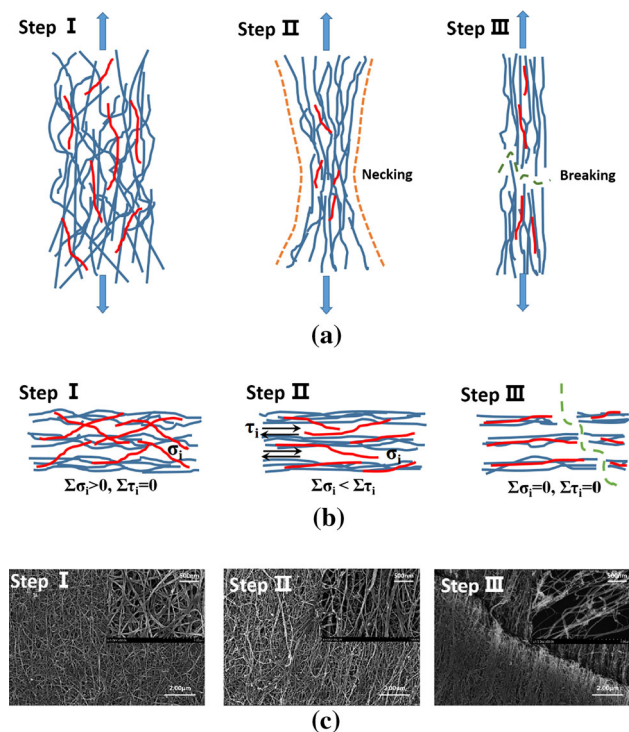 Step Ⅰ
Step Ⅱ
Step Ⅲ
Necking
Breaking
(a)
Step Ⅰ
Step Ⅱ
Step Ⅲ
τi
σi
σi
Σσi>0, Στi=0
Σσi < Στi
Σσi=0, Στi=0
(b)
Step Ⅰ
500nm
Step Ⅱ
500nm
Step Ⅲ
500nm
2.00μm
2.00μm
2.00μm
(c)